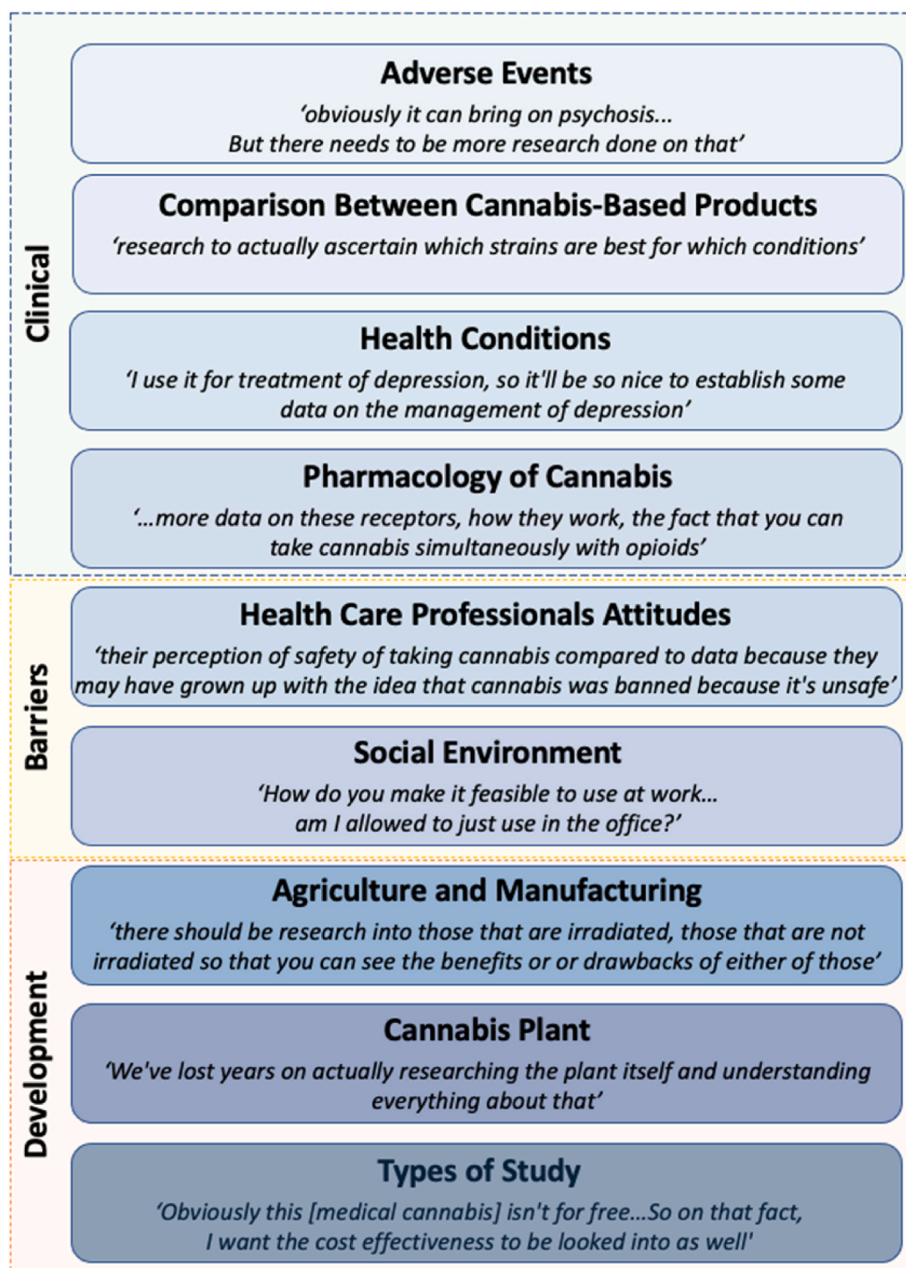 Clinical
Adverse Events
‘obviously it can bring on psychosis...
But there needs to be more research done on that’
Comparison Between Cannabis-Based Products
‘research to actually ascertain which strains are best for which conditions’
Health Conditions
‘I use it for treatment of depression, so it'll be so nice to establish some
data on the management of depression’
Pharmacology of Cannabis
‘...more data on these receptors, how they work, the fact that you can
take cannabis simultaneously with opioids’
Barriers
Health Care Professionals Attitudes
‘their perception of safety of taking cannabis compared to data because they
may have grown up with the idea that cannabis was banned because it's unsafe’
Social Environment
‘How do you make it feasible to use at work...
am I allowed to just use in the office?’
Development
Agriculture and Manufacturing
‘there should be research into those that are irradiated, those that are not
irradiated so that you can see the benefits or or drawbacks of either of those’
Cannabis Plant
‘We've lost years on actually researching the plant itself and understanding
everything about that’
Types of Study
‘Obviously this [medical cannabis] isn't for free...So on that fact,
I want the cost effectiveness to be looked into as well'